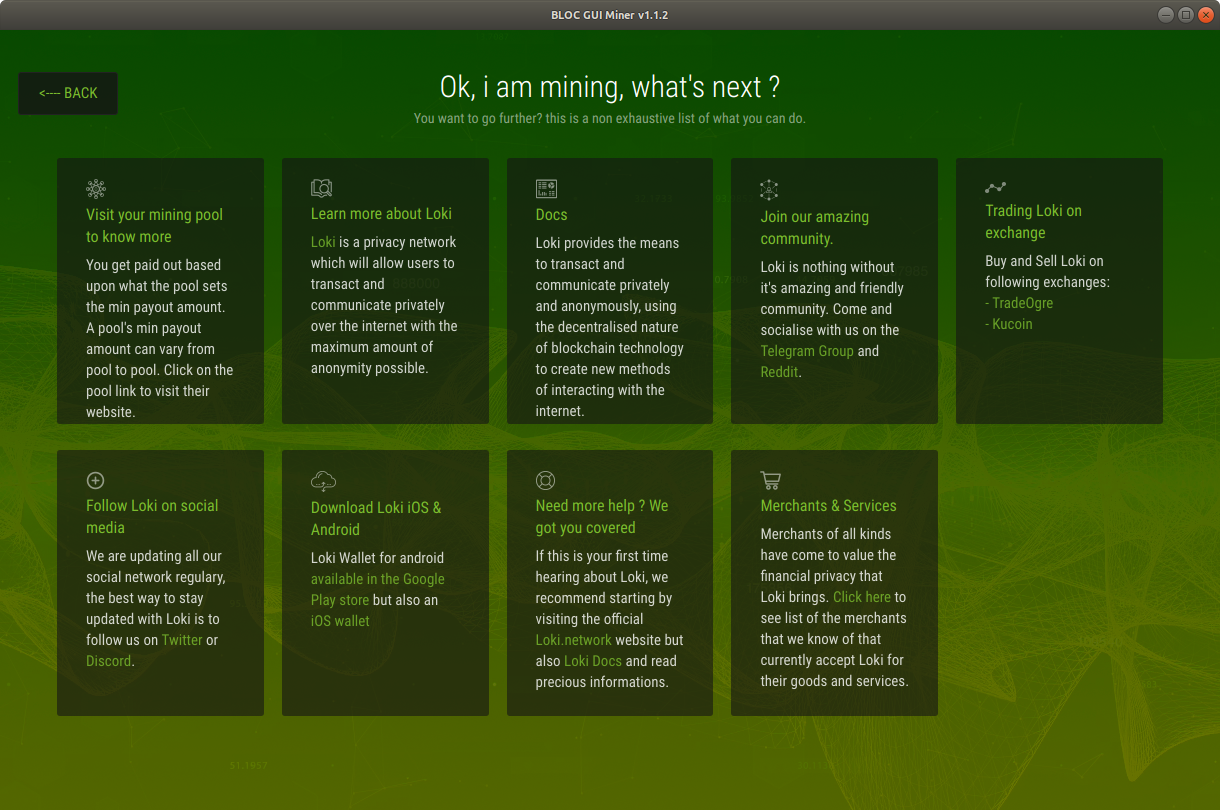 BLOC GUI Miner v1.1.2
<---- BACK
Ok, i am mining, what's next ?
You want to go further? this is a non exhaustive list of what you can do.
Visit your mining pool
to know more
You get paid out based
upon what the pool sets
the min payout amount.
A pool's min payout
amount can vary from
pool to pool. Click on the
pool link to visit their
website.
Learn more about Loki
Loki is a privacy network
which will allow users to
transact and
communicate privately
over the internet with the
maximum amount of
anonymity possible.
Docs
Loki provides the means
to transact and
communicate privately
and anonymously, using
the decentralised nature
of blockchain technology
to create new methods
of interacting with the
internet.
Join our amazing
community.
Loki is nothing without
it's amazing and friendly
community. Come and
socialise with us on the
Telegram Group and
Reddit.
Trading Loki on
exchange
Buy and Sell Loki on
following exchanges:
- TradeOgre
- Kucoin
Follow Loki on social
media
We are updating all our
social network regulary,
the best way to stay
updated with Loki is to
follow us on Twitter or
Discord.
Download Loki iOS &
Android
Loki Wallet for android
available in the Google
Play store but also an
iOS wallet
Need more help ? We
got you covered
If this is your first time
hearing about Loki, we
recommend starting by
visiting the official
Loki.network website but
also Loki Docs and read
precious informations.
Merchants & Services
Merchants of all kinds
have come to value the
financial privacy that
Loki brings. Click here to
see list of the merchants
that we know of that
currently accept Loki for
their goods and services.
51.1957